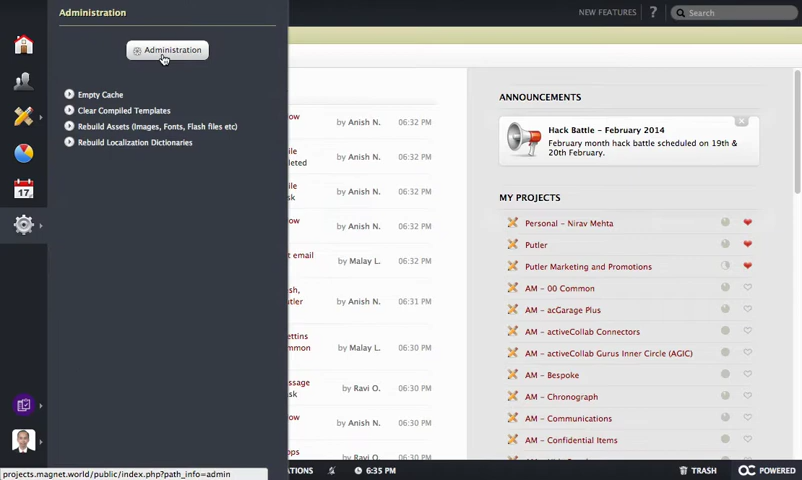 Administration
NEW FEATURES
?
Search
Administration
Empty Cache
Clear Compiled Templates
Rebuild Assets (Images, Fonts, Flash files etc)
Rebuild Localization Dictionaries
17
by Anish N. 06:32 PM
by Anish N. 06:32 PM
by Anish N. 06:32 PM
by Anish N. 06:32 PM
t email by Malay L. 06:32 PM
by Anish N. 06:31 PM
by Malay L. 06:30 PM
by Ravi O. 06:30 PM
by Anish N. 06:30 PM
by Ravi O. 06:30 PM
ANNOUNCEMENTS
Hack Battle – February 2014
February month hack battle scheduled on 19th &
20th February.
MY PROJECTS
Personal – Nirav Mehta
Putler
Putler Marketing and Promotions
AM – 00 Common
AM – acGarage Plus
AM – activeCollab Connectors
AM – activeCollab Gurus Inner Circle (AGIC)
AM – Bespoke
AM – Chronograph
AM – Communications
AM – Confidential Items
projects.magnet.world/public/index.php?path_info=admin
6:35 PM
TRASH
POWERED